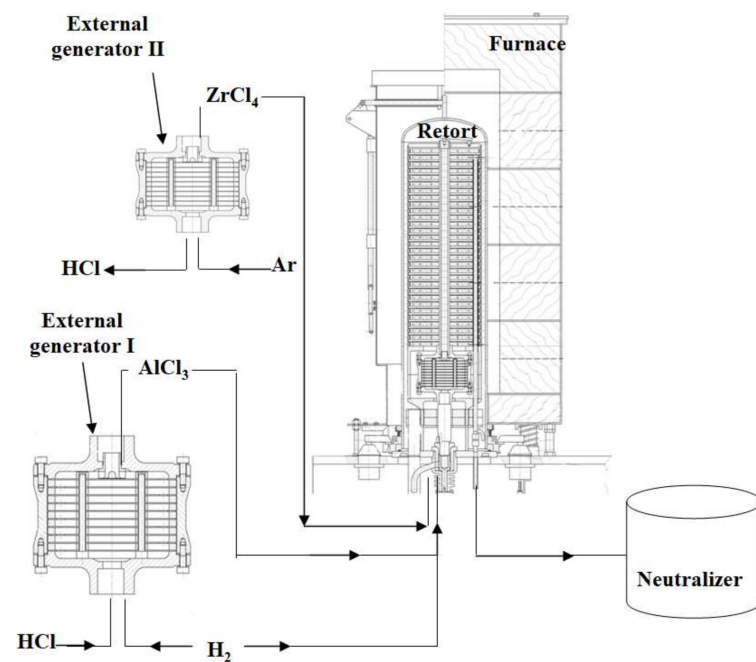 External
generator II
ZrCl₄
Furnace
Retort
HCl
Ar
External
generator I
AlCl₃
Neutralizer
HCl
H₂